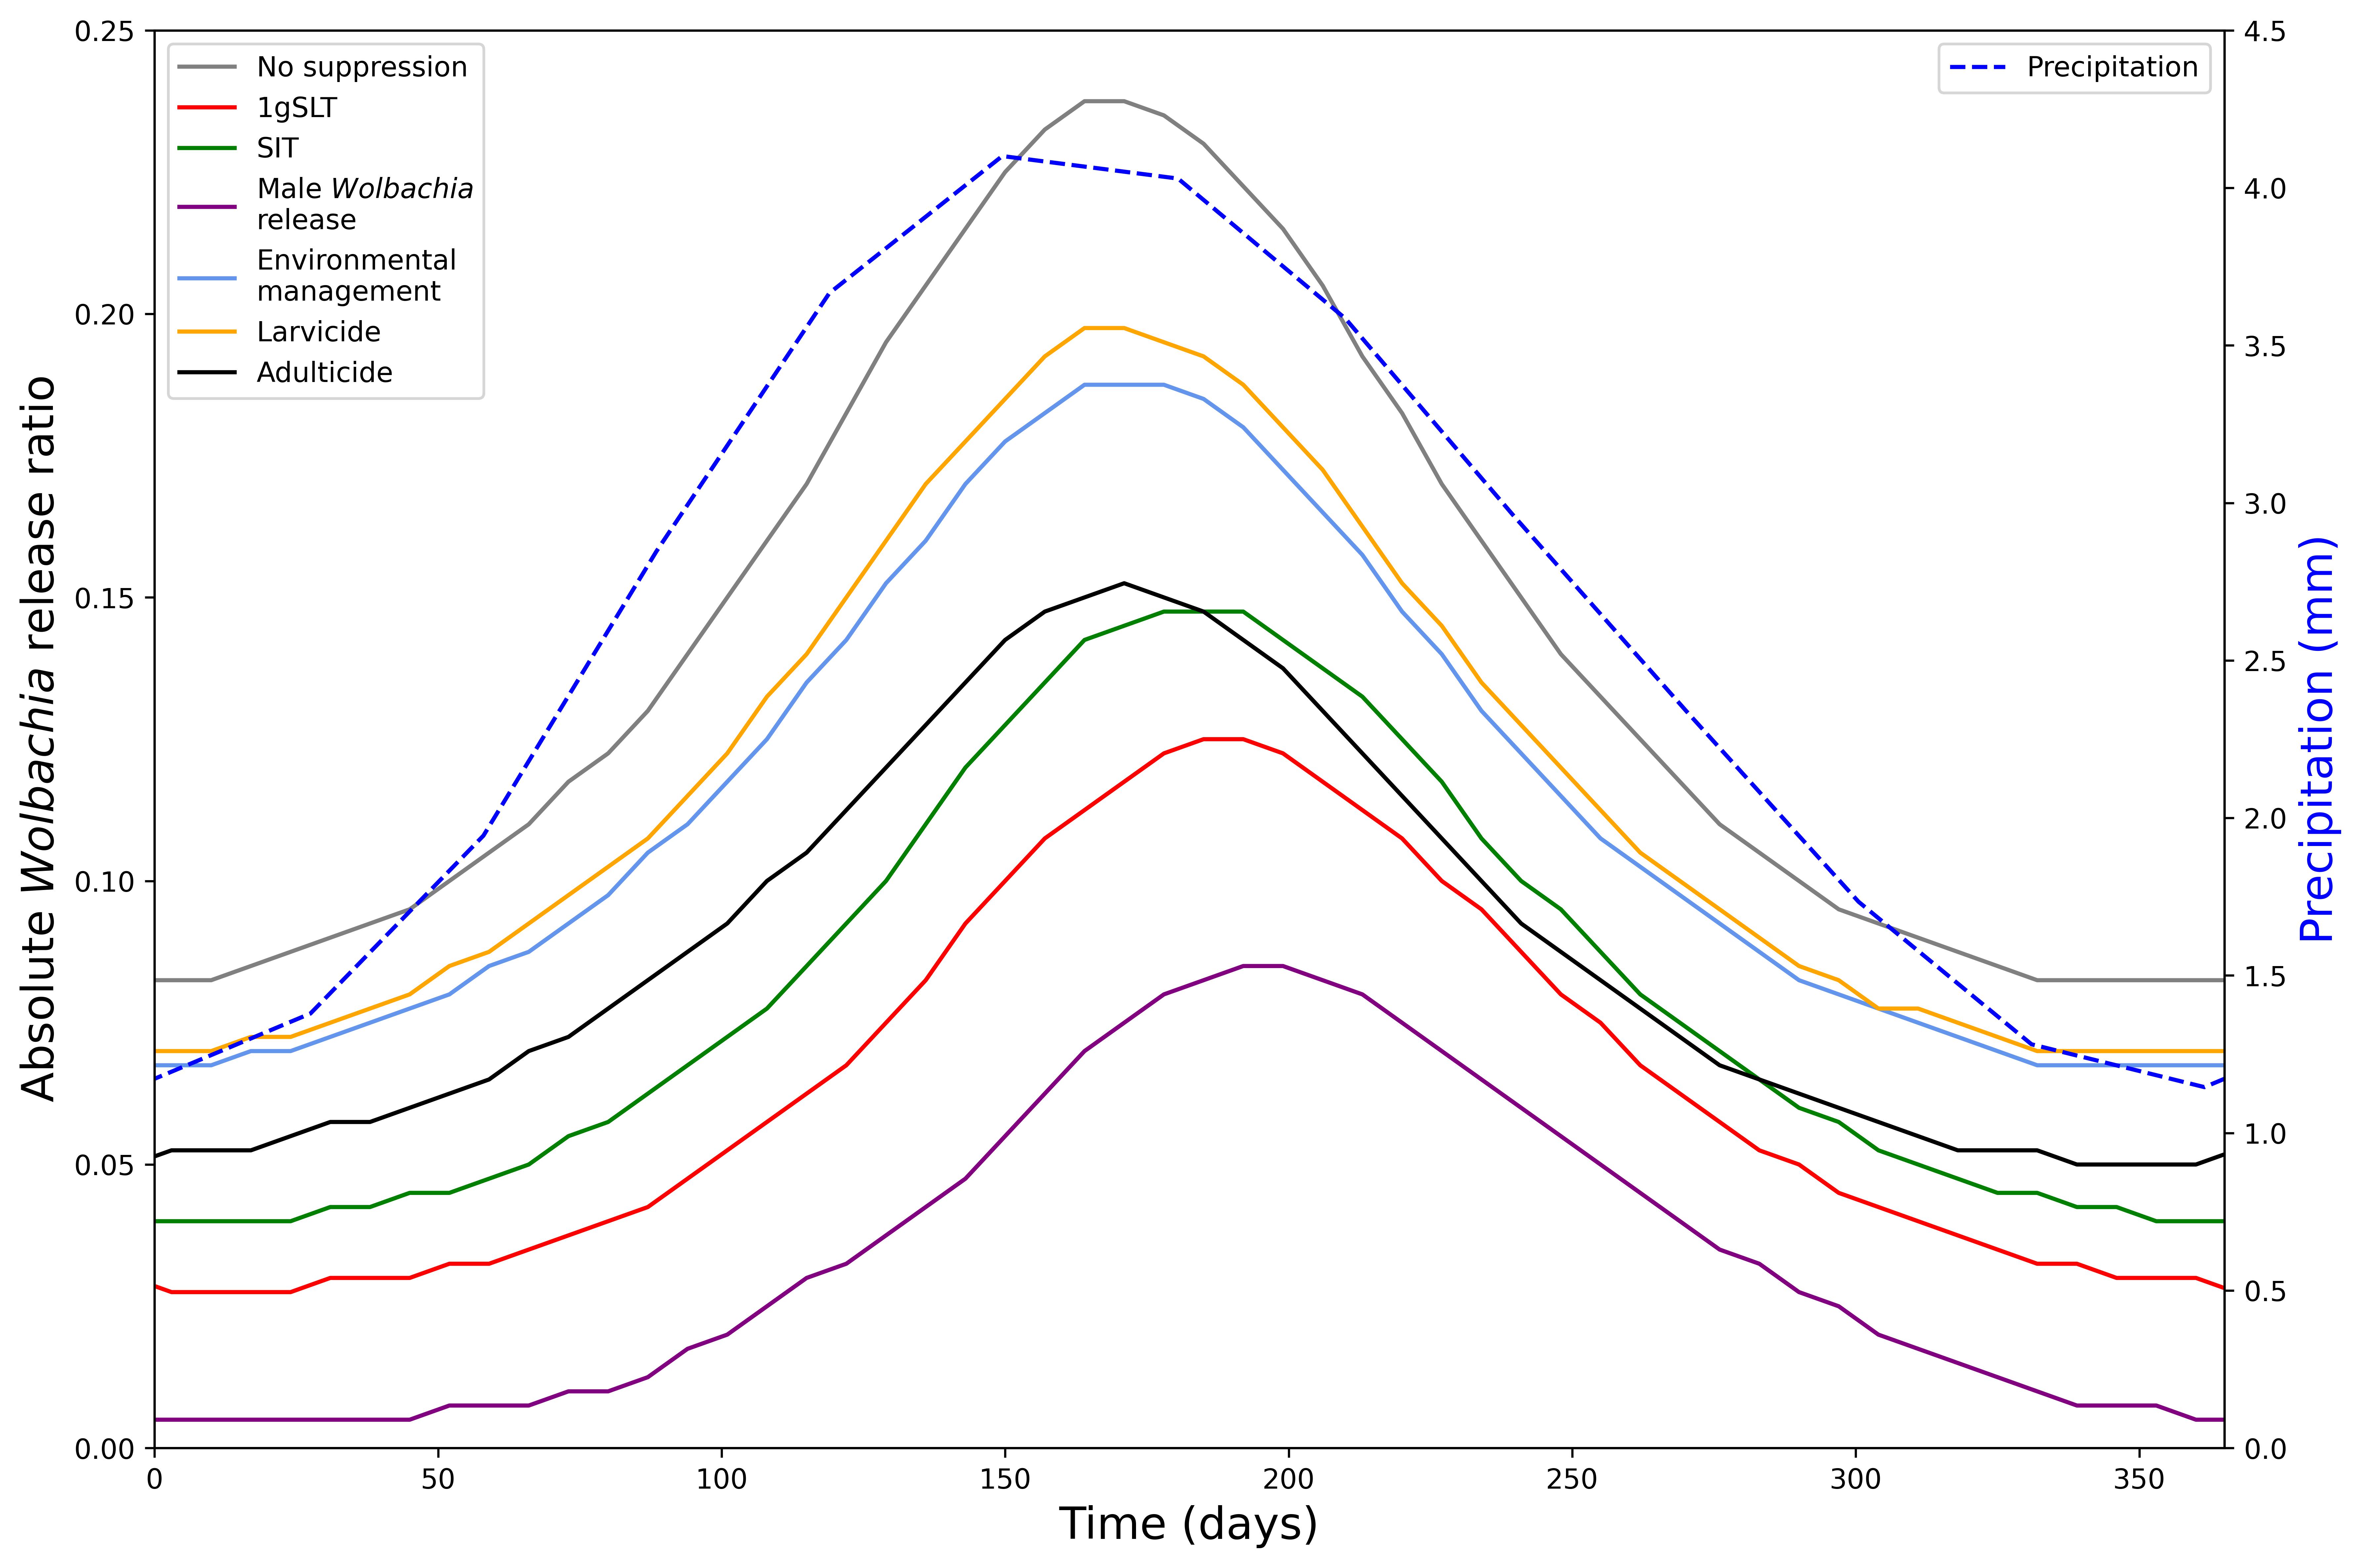 No suppression
1gSLT
SIT
Male Wolbachia
release
Environmental
management
Larvicide
Adulticide
Precipitation
0.25
0.20
0.15
0.10
0.05
0.00
Absolute Wolbachia release ratio
4.5
4.0
3.5
3.0
2.5
2.0
1.5
1.0
0.5
0.0
Precipitation (mm)
0 50 100 150 200 250 300 350
Time (days)